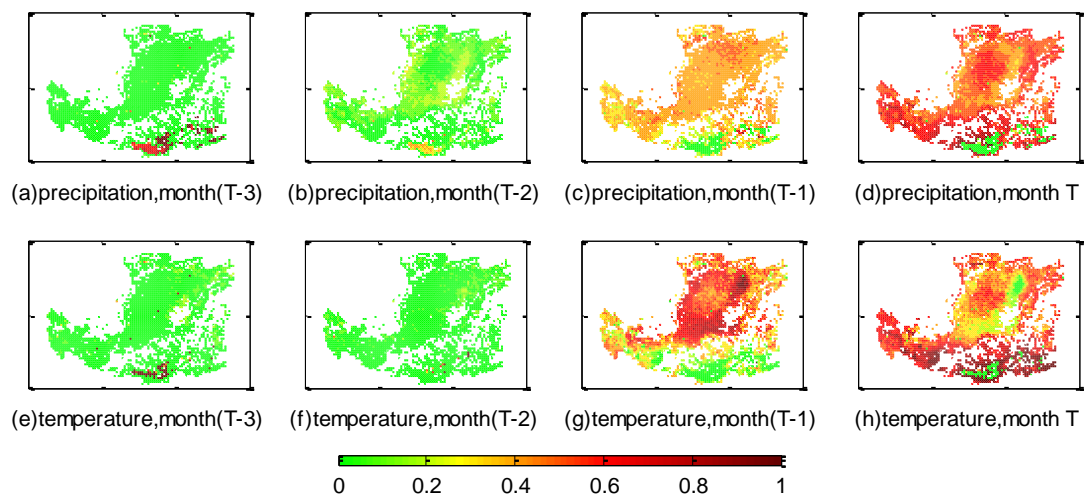 (a)precipitation,month(T-3) (b)precipitation,month(T-2) (c)precipitation,month(T-1) (d)precipitation,month T
(e)temperature,month(T-3) (f)temperature,month(T-2) (g)temperature,month(T-1) (h)temperature,month T
0 0.2 0.4 0.6 0.8 1